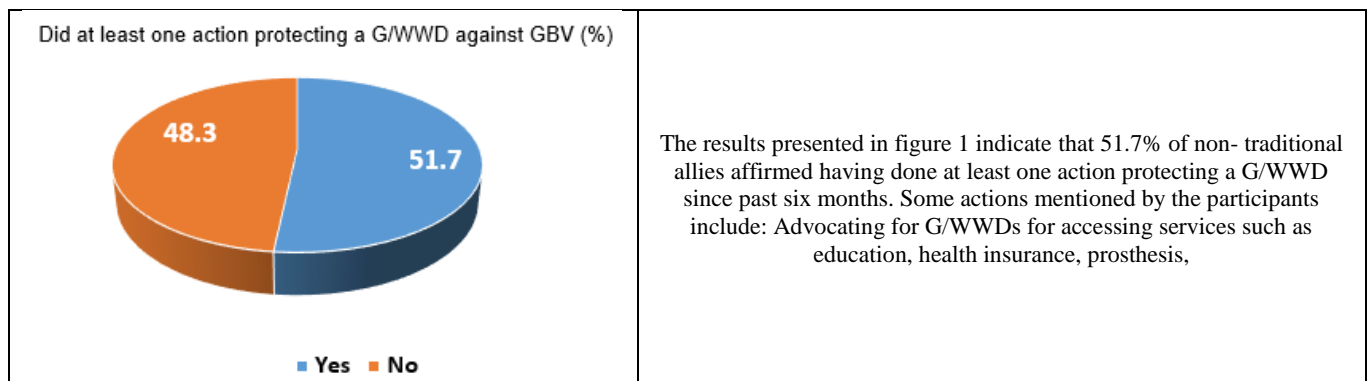 Did at least one action protecting a G/WWD against GBV (%)
48.3
51.7
Yes No
The results presented in figure 1 indicate that 51.7% of non- traditional
allies affirmed having done at least one action protecting a G/WWD
since past six months. Some actions mentioned by the participants
include: Advocating for G/WWDs for accessing services such as
education, health insurance, prosthesis,